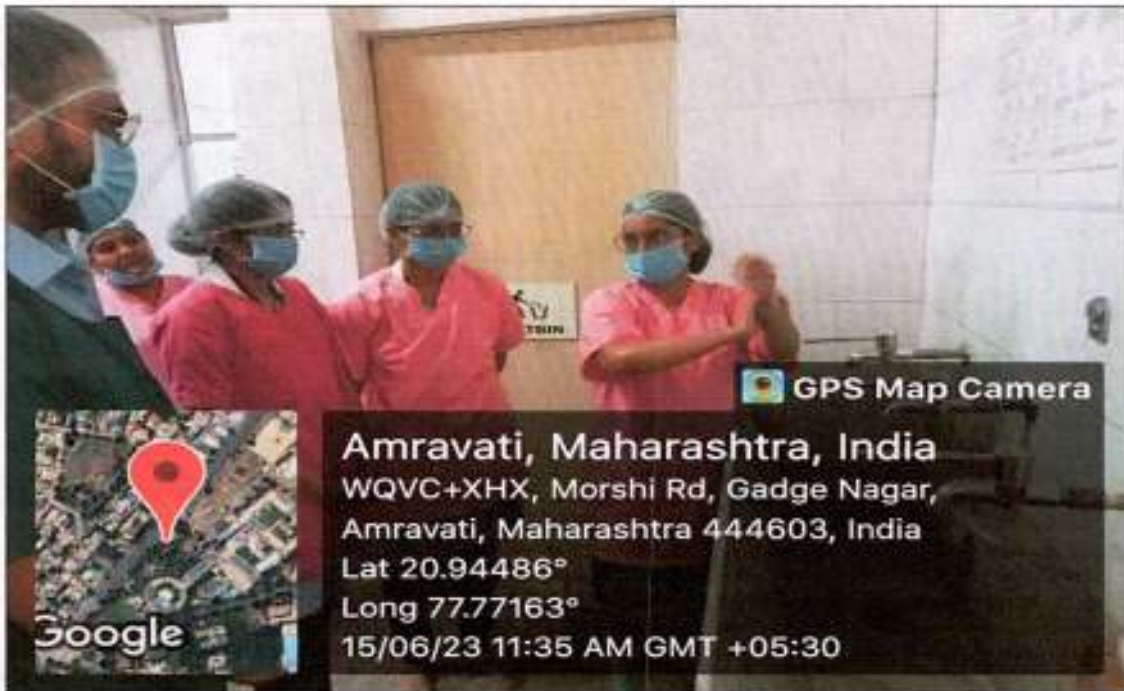 GPS Map Camera
Amravati, Maharashtra, India
WQVC+XHX, Morshi Rd, Gadge Nagar,
Amravati, Maharashtra 444603, India
Lat 20.94486°
Long 77.77163°
15/06/23 11:35 AM GMT +05:30
Google